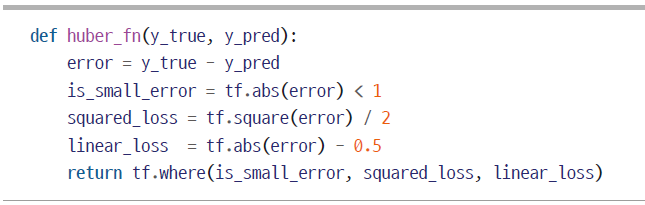 def huber_fn(y_true, y_pred):
    error = y_true - y_pred
    is_small_error = tf.abs(error) < 1
    squared_loss = tf.square(error) / 2
    linear_loss  = tf.abs(error) - 0.5
    return tf.where(is_small_error, squared_loss, linear_loss)